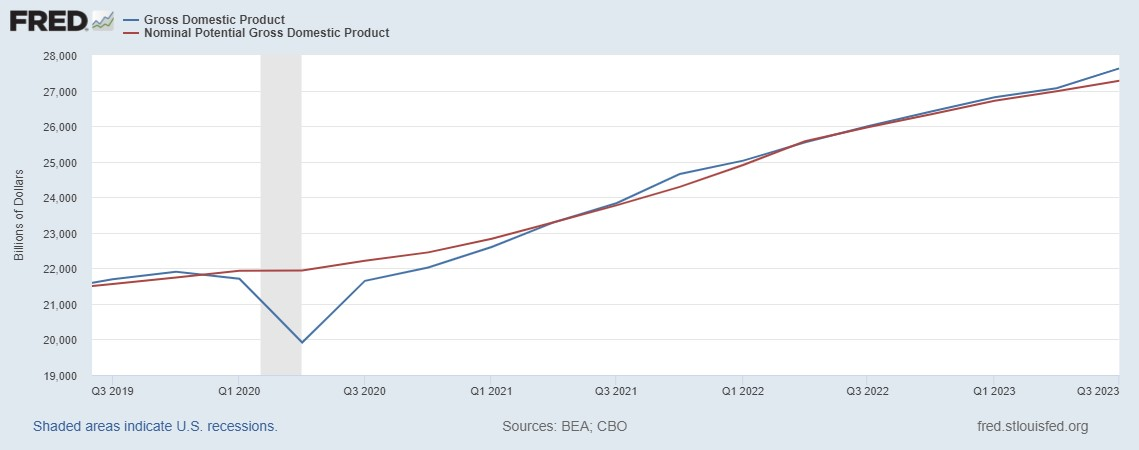 FRED
Gross Domestic Product
Nominal Potential Gross Domestic Product
28,000
27,000
26,000
25,000
24,000
23,000
22,000
21,000
20,000
19,000
Billions of Dollars
Q3 2019 Q1 2020 Q3 2020 Q1 2021 Q3 2021 Q1 2022 Q3 2022 Q1 2023 Q3 2023
Shaded areas indicate U.S. recessions. Sources: BEA; CBO fred.stlouisfed.org